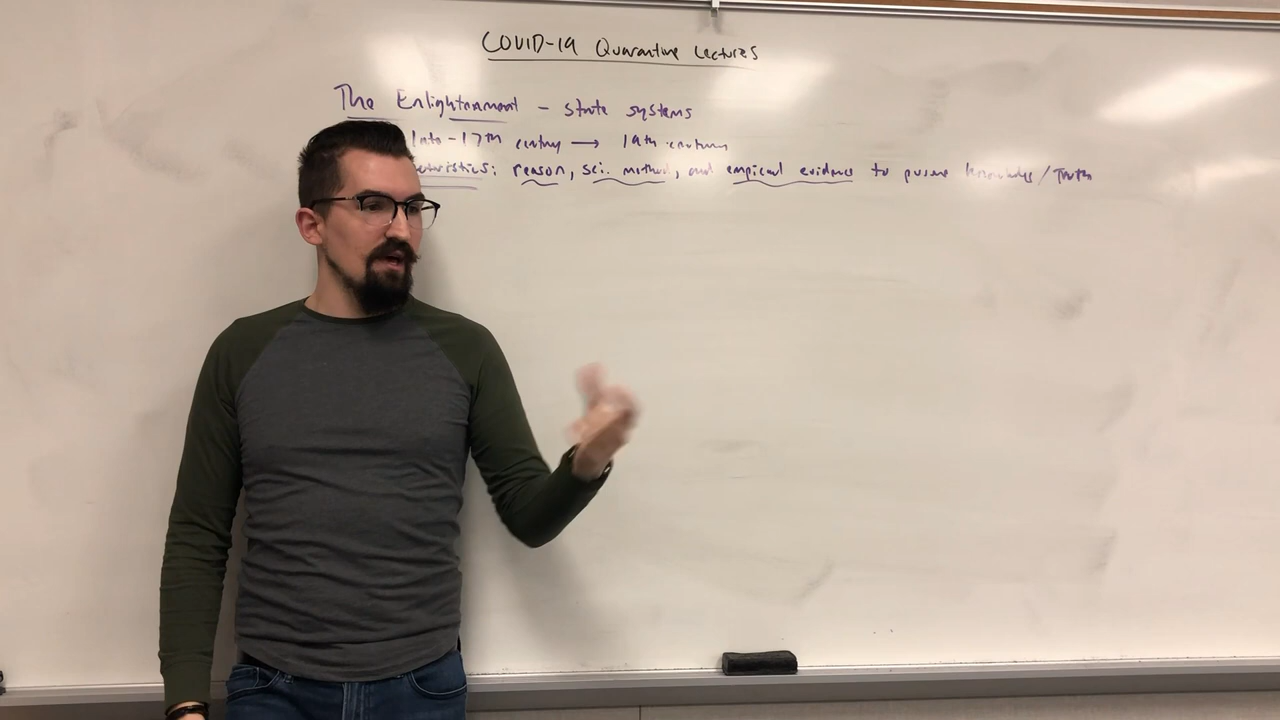 COVID-19 Quarantine Lectures
The Enlightenment - state systems
late-17th century → 19th century
cteristics: reason, sci. method, and empirical evidence to pursue knowledge/Truth